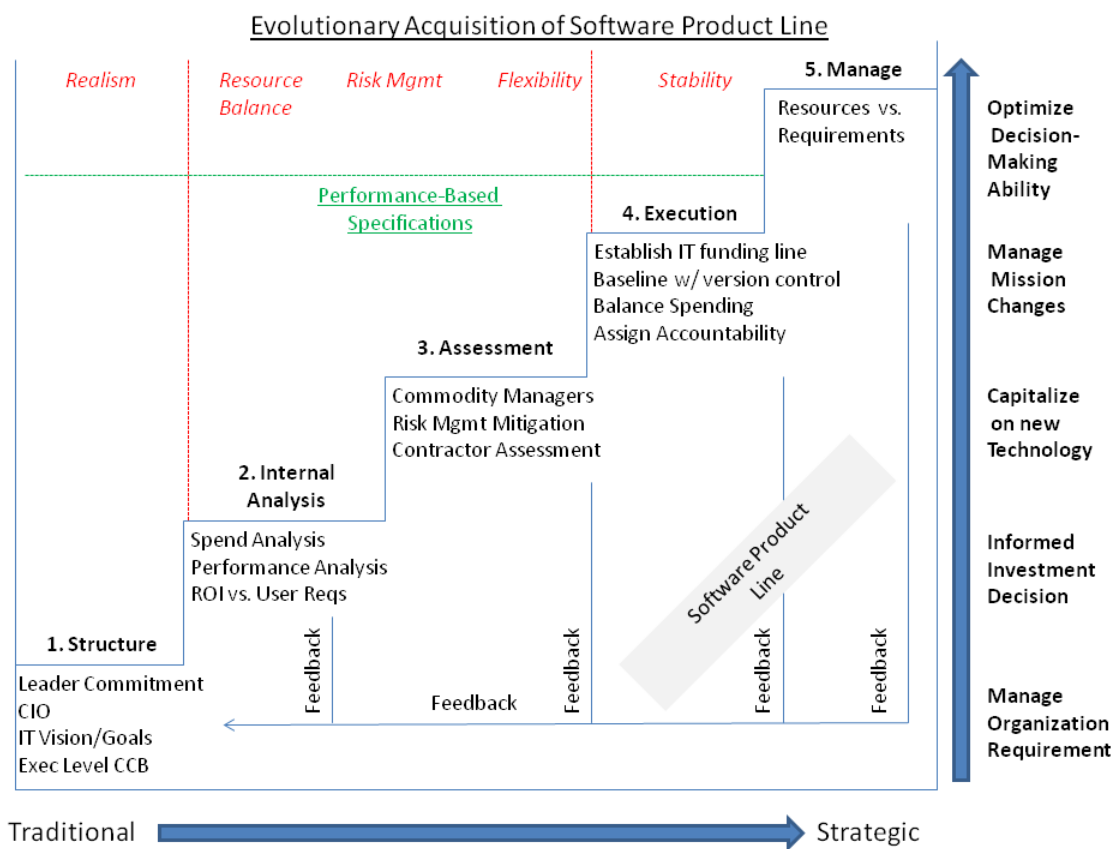 Evolutionary Acquisition of Software Product Line
Realism
Resource
Balance
Risk Mgmt
Flexibility
Stability
5. Manage
Resources vs.
Requirements
Optimize
Decision-
Making
Ability
Performance-Based
Specifications
4. Execution
Establish IT funding line
Baseline w/ version control
Balance Spending
Assign Accountability
Manage
Mission
Changes
3. Assessment
Commodity Managers
Risk Mgmt Mitigation
Contractor Assessment
Capitalize
on new
Technology
2. Internal
Analysis
Spend Analysis
Performance Analysis
ROI vs. User Reqs
Software Product
Line
Informed
Investment
Decision
1. Structure
Leader Commitment
CIO
IT Vision/Goals
Exec Level CCB
Feedback
Feedback
Feedback
Feedback
Feedback
Manage
Organization
Requirement
Traditional
Strategic